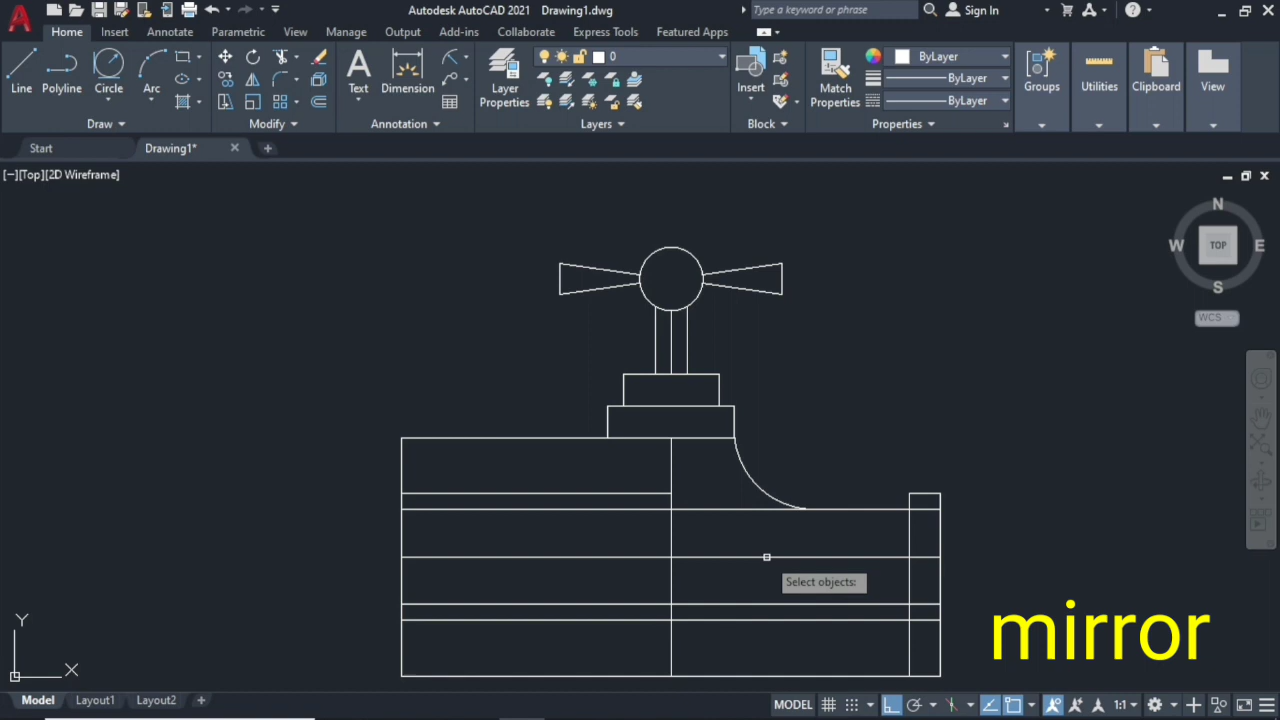 Autodesk AutoCAD 2021 Drawing1.dwg
Type a keyword or phrase
Sign In
Home Insert Annotate Parametric View Manage Output Add-ins Collaborate Express Tools Featured Apps
Line Polyline Circle Arc
Text Dimension
Layer Properties
0
Insert
Match Properties
ByLayer
ByLayer
ByLayer
Groups Utilities Clipboard View
Draw Modify Annotation Layers Block Properties
Start Drawing1*
[−][Top][2D Wireframe]
N
W TOP E
S
WCS
Select objects:
mirror
Y
X
Model Layout1 Layout2
MODEL 1:1